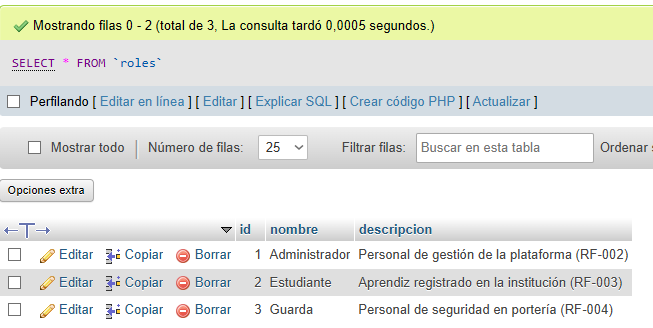 Mostrando filas 0 - 2 (total de 3, La consulta tardó 0,0005 segundos.)
SELECT * FROM `roles`
Perfilando [ Editar en línea ] [ Editar ] [ Explicar SQL ] [ Crear código PHP ] [ Actualizar ]
Mostrar todo Número de filas: 25 Filtrar filas: Buscar en esta tabla Ordenar
Opciones extra
id nombre descripcion
Editar Copiar Borrar 1 Administrador Personal de gestión de la plataforma (RF-002)
Editar Copiar Borrar 2 Estudiante Aprendiz registrado en la institución (RF-003)
Editar Copiar Borrar 3 Guarda Personal de seguridad en portería (RF-004)